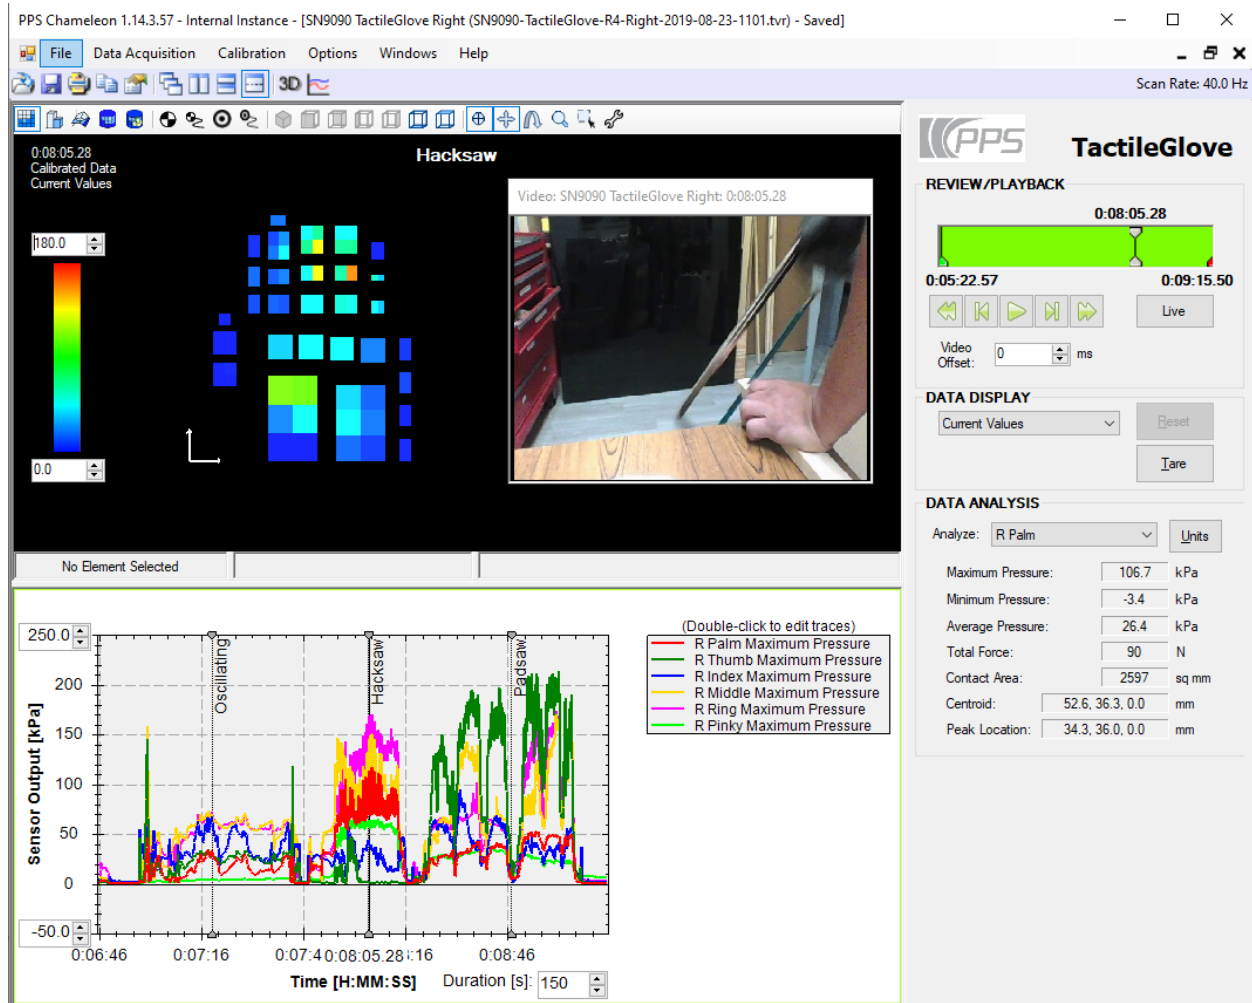 PPS Chameleon 1.14.3.57 - Internal Instance - [SN9090 TactileGlove Right (SN9090-TactileGlove-R4-Right-2019-08-23-1101.tvr) - Saved]
File Data Acquisition Calibration Options Windows Help
3D
Scan Rate: 40.0 Hz
0:08:05.28
Calibrated Data
Current Values
Hacksaw
180.0
0.0
Video: SN9090 TactileGlove Right: 0:08:05.28
No Element Selected
PPS
TactileGlove
REVIEW/PLAYBACK
0:08:05.28
0:05:22.57 0:09:15.50
Live
Video
Offset: 0 ms
DATA DISPLAY
Current Values
Reset
Tare
DATA ANALYSIS
Analyze: R Palm Units
Maximum Pressure: 106.7 kPa
Minimum Pressure: -3.4 kPa
Average Pressure: 26.4 kPa
Total Force: 90 N
Contact Area: 2597 sq mm
Centroid: 52.6, 36.3, 0.0 mm
Peak Location: 34.3, 36.0, 0.0 mm
Sensor Output [kPa]
250.0
200
150
100
50
0
-50.0
Oscillating
Hacksaw
Padsaw
0:06:46 0:07:16 0:07:4 0:08:05.28 :16 0:08:46
Time [H:MM:SS] Duration [s]: 150
(Double-click to edit traces)
R Palm Maximum Pressure
R Thumb Maximum Pressure
R Index Maximum Pressure
R Middle Maximum Pressure
R Ring Maximum Pressure
R Pinky Maximum Pressure